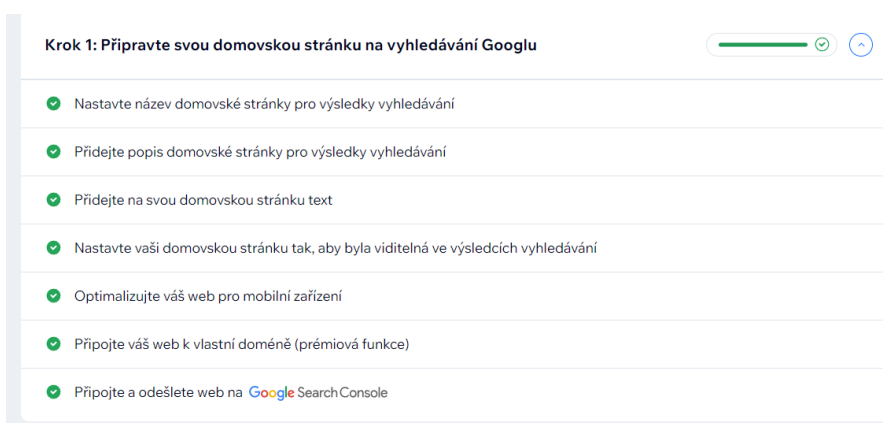 Krok 1: Připravte svou domovskou stránku na vyhledávání Googlu
Nastavte název domovské stránky pro výsledky vyhledávání
Přidejte popis domovské stránky pro výsledky vyhledávání
Přidejte na svou domovskou stránku text
Nastavte vaši domovskou stránku tak, aby byla viditelná ve výsledcích vyhledávání
Optimalizujte váš web pro mobilní zařízení
Připojte váš web k vlastní doméně (prémiová funkce)
Připojte a odešlete web na Google Search Console